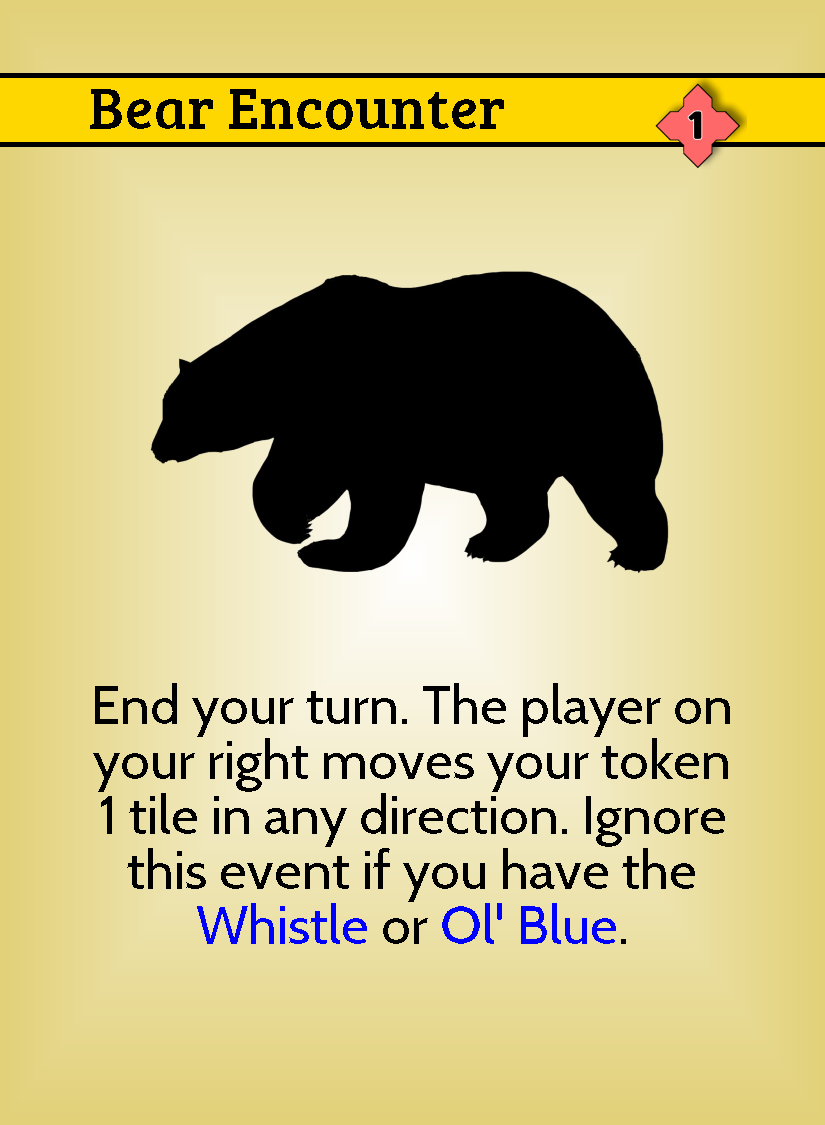 Bear Encounter
1
End your turn. The player on
your right moves your token
1 tile in any direction. Ignore
this event if you have the
Whistle or Ol' Blue.